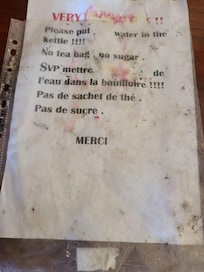 VERY !!
Please put water in the
kettle !!!!
No tea bag , no sugar .
SVP mettre de
l'eau dans la bouilloire !!!!
Pas de sachet de thé .
Pas de sucre .
MERCI